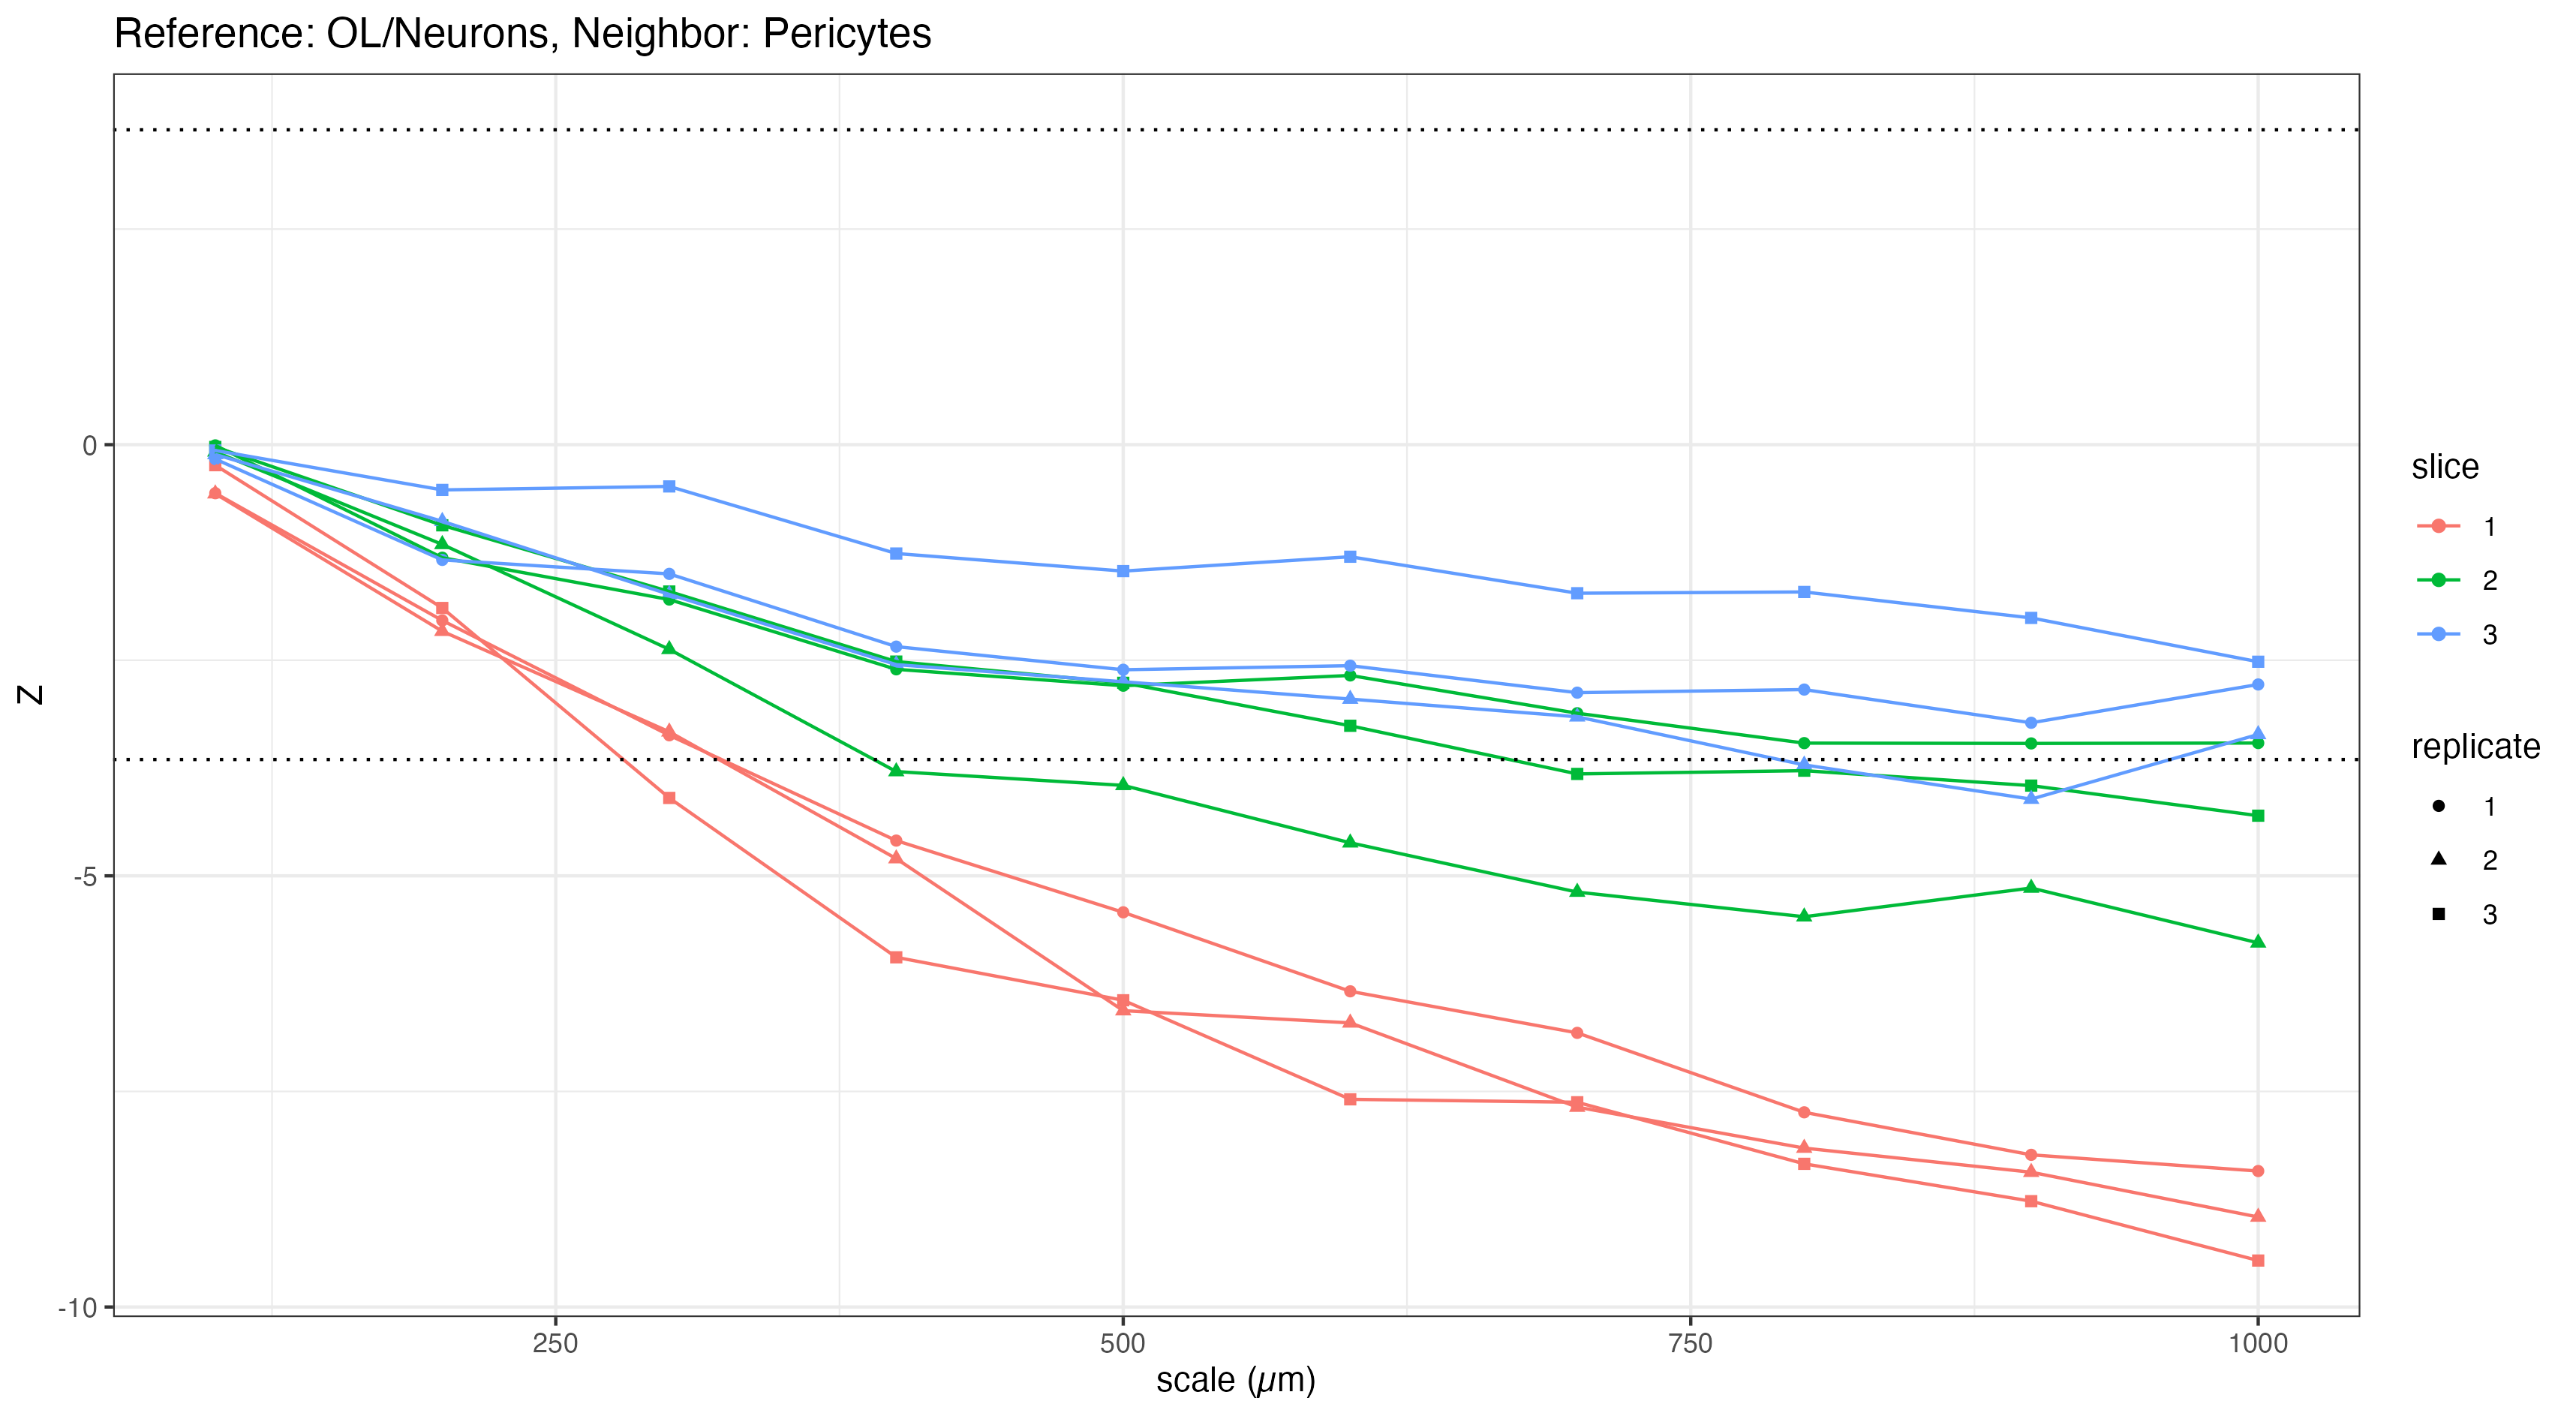 Reference: OL/Neurons, Neighbor: Pericytes
0
-5
-10
Z
250 500 750 1000
scale (μm)
slice
1
2
3
replicate
1
2
3